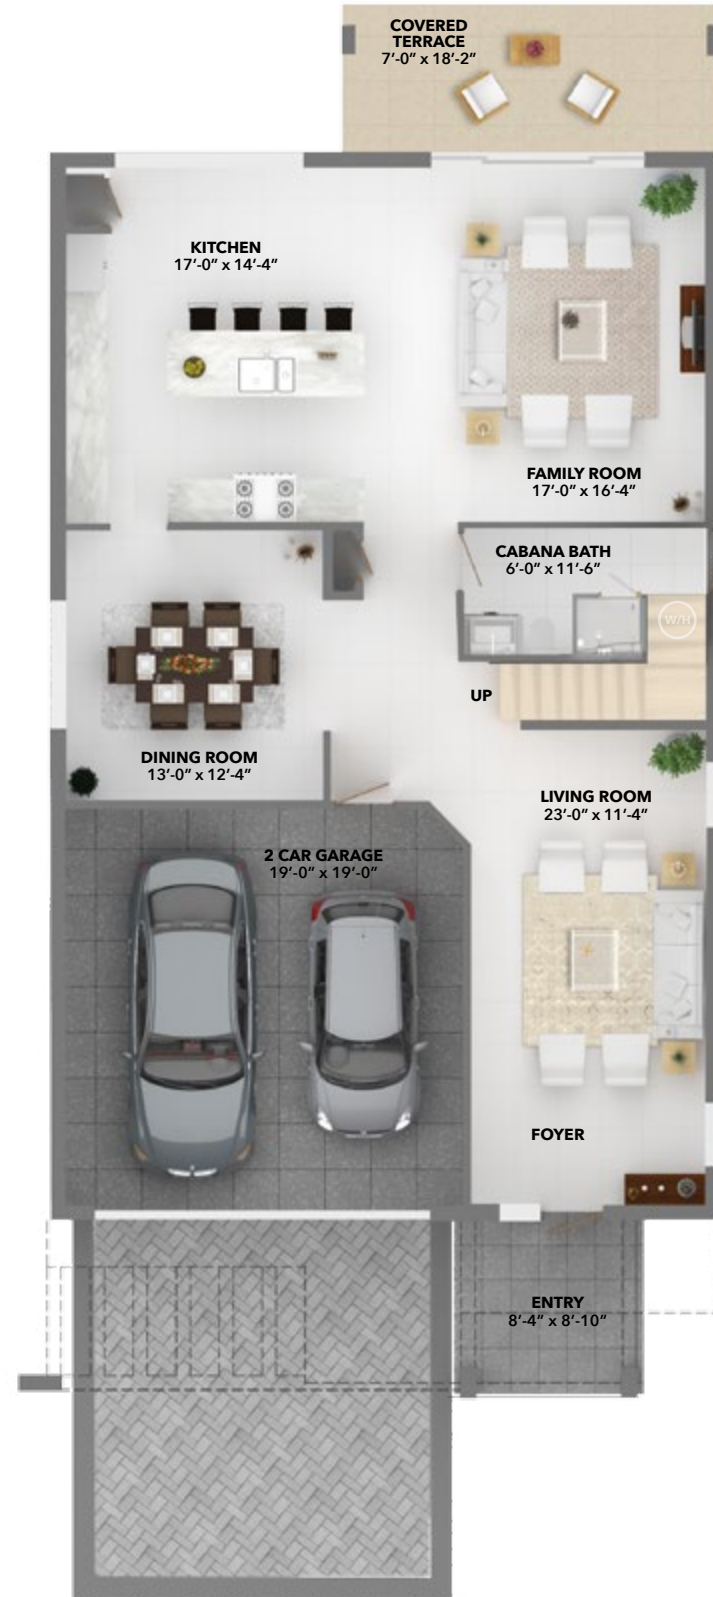 COVERED
TERRACE
7'-0" x 18'-2"
KITCHEN
17'-0" x 14'-4"
FAMILY ROOM
17'-0" x 16'-4"
CABANA BATH
6'-0" x 11'-6"
W/H
UP
DINING ROOM
13'-0" x 12'-4"
LIVING ROOM
23'-0" x 11'-4"
2 CAR GARAGE
19'-0" x 19'-0"
FOYER
ENTRY
8'-4" x 8'-10"